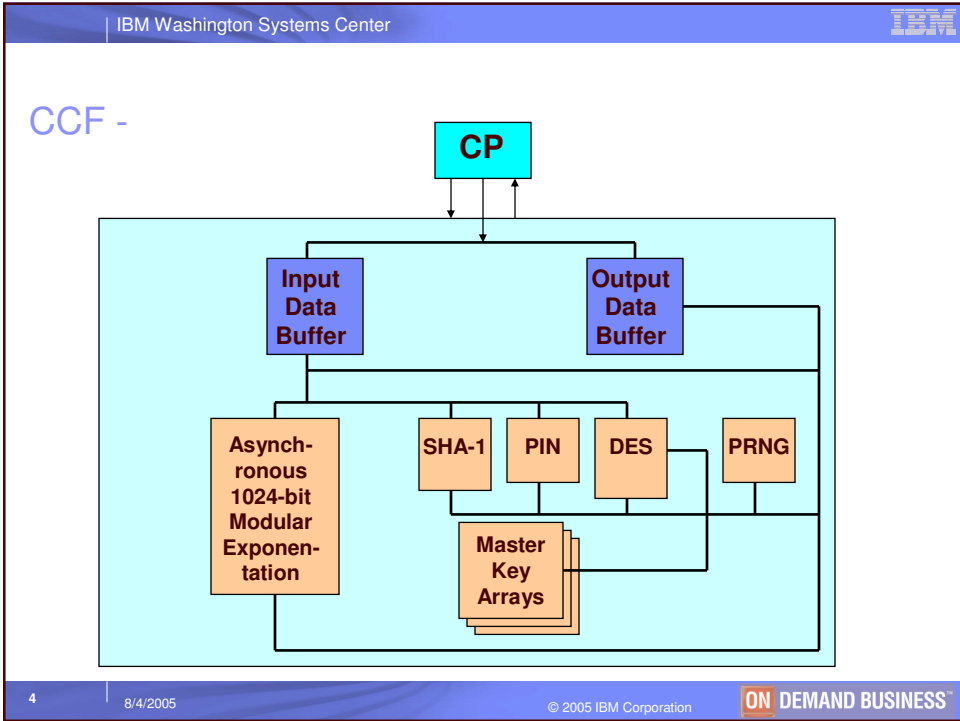 IBM Washington Systems Center
IBM
CCF -
CP
Input
Data
Buffer
Output
Data
Buffer
Asynch-
ronous
1024-bit
Modular
Exponen-
tation
SHA-1
PIN
DES
PRNG
Master
Key
Arrays
4
8/4/2005
© 2005 IBM Corporation
ON DEMAND BUSINESS™